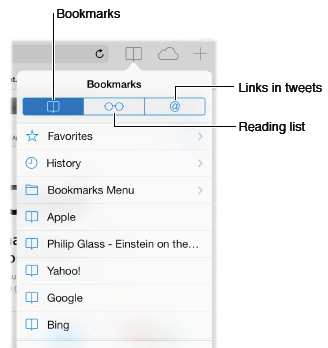 Bookmarks
Bookmarks
Links in tweets
@
Reading list
Favorites
History
Bookmarks Menu
Apple
Philip Glass - Einstein on the...
Yahoo!
Google
Bing